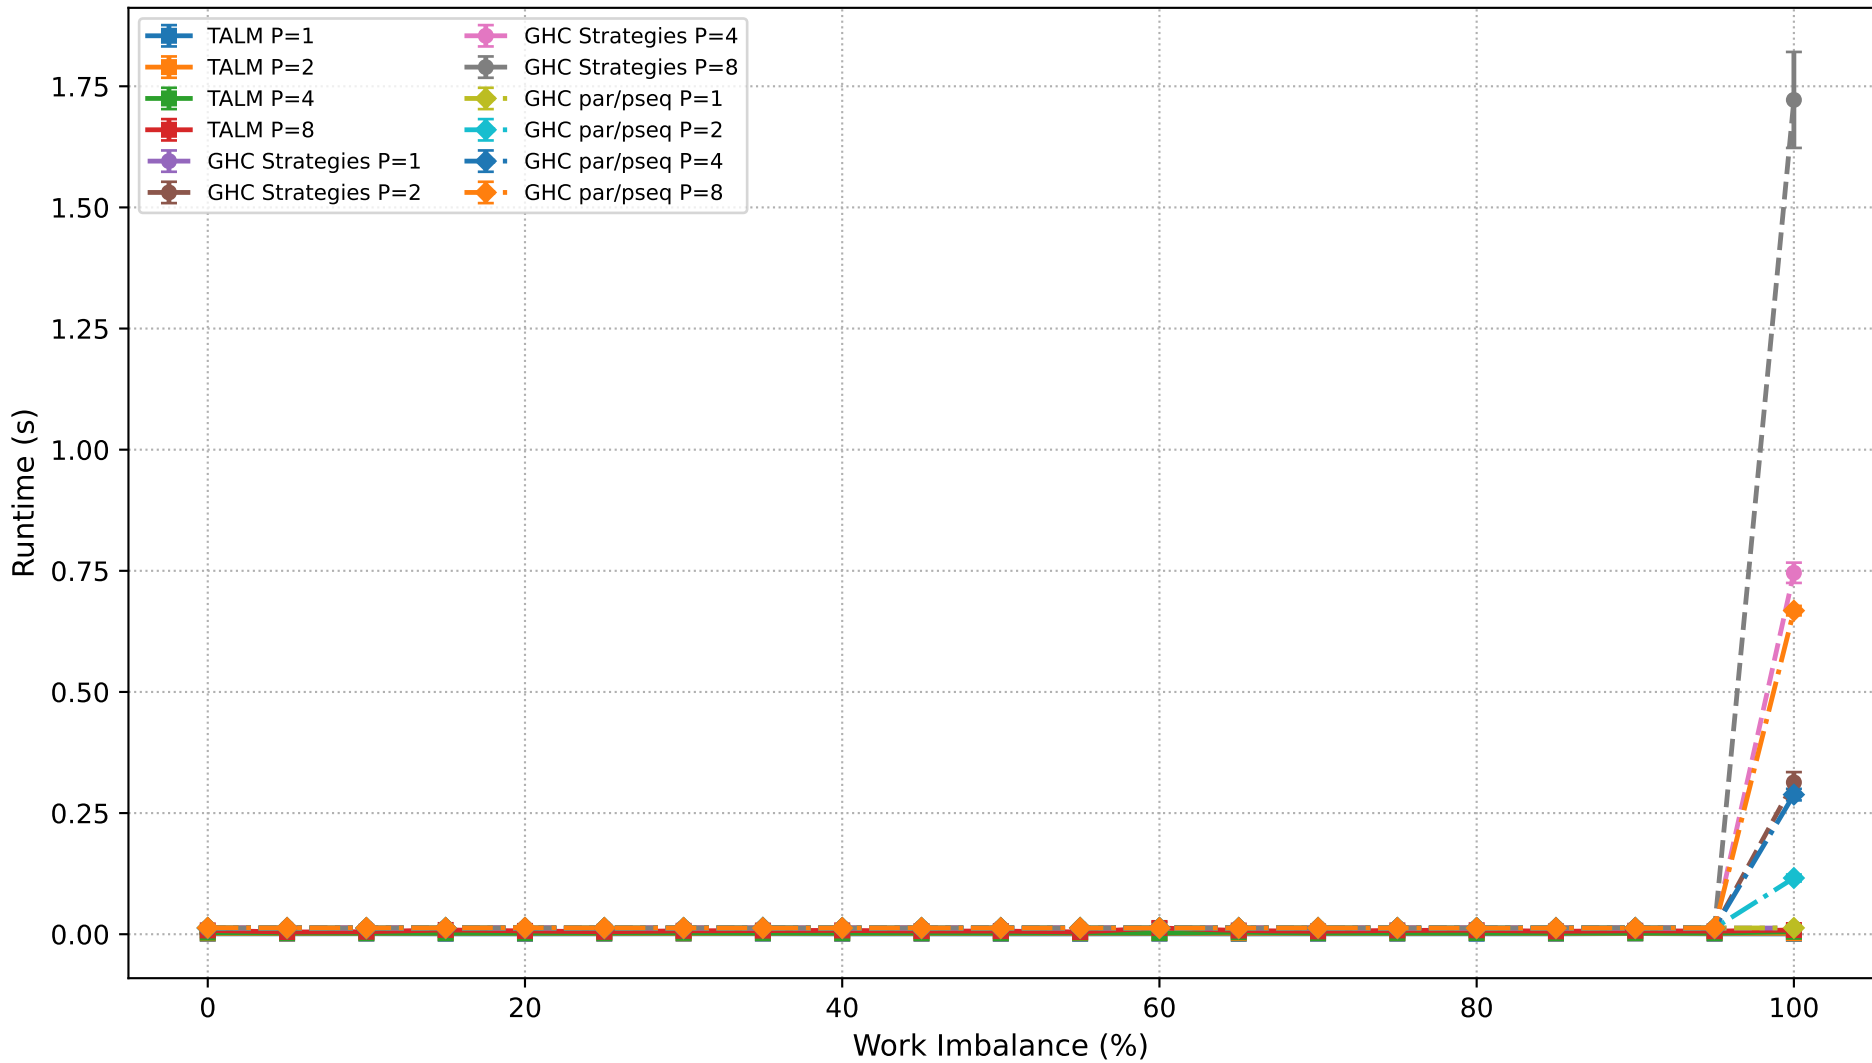 TALM P=1
TALM P=2
TALM P=4
TALM P=8
GHC Strategies P=1
GHC Strategies P=2
GHC Strategies P=4
GHC Strategies P=8
GHC par/pseq P=1
GHC par/pseq P=2
GHC par/pseq P=4
GHC par/pseq P=8
Runtime (s)
1.75
1.50
1.25
1.00
0.75
0.50
0.25
0.00
0 20 40 60 80 100
Work Imbalance (%)